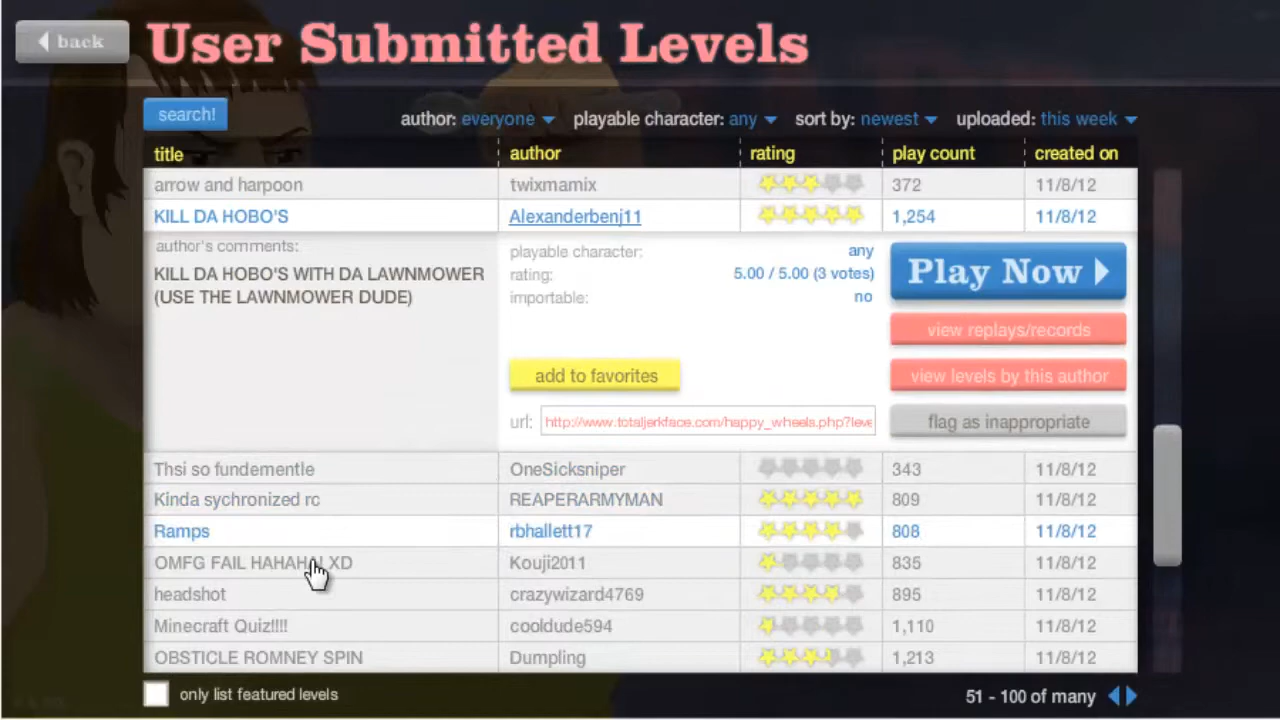 back
User Submitted Levels
search!
author: everyone playable character: any sort by: newest uploaded: this week
title author rating play count created on
arrow and harpoon twixmamix 372 11/8/12
KILL DA HOBO'S Alexanderbenj11 1,254 11/8/12
author's comments:
KILL DA HOBO'S WITH DA LAWNMOWER
(USE THE LAWNMOWER DUDE)
playable character: any
rating: 5.00 / 5.00 (3 votes)
importable: no
add to favorites
url: http://www.totaljerkface.com/happy_wheels.php?leve
Play Now
view replays/records
view levels by this author
flag as inappropriate
Thsi so fundementle OneSicksniper 343 11/8/12
Kinda sychronized rc REAPERARMYMAN 809 11/8/12
Ramps rbhallett17 808 11/8/12
OMFG FAIL XD Kouji2011 835 11/8/12
headshot crazywizard4769 895 11/8/12
Minecraft Quiz!!!! cooldude594 1,110 11/8/12
OBSTICLE ROMNEY SPIN Dumpling 1,213 11/8/12
only list featured levels
51 - 100 of many